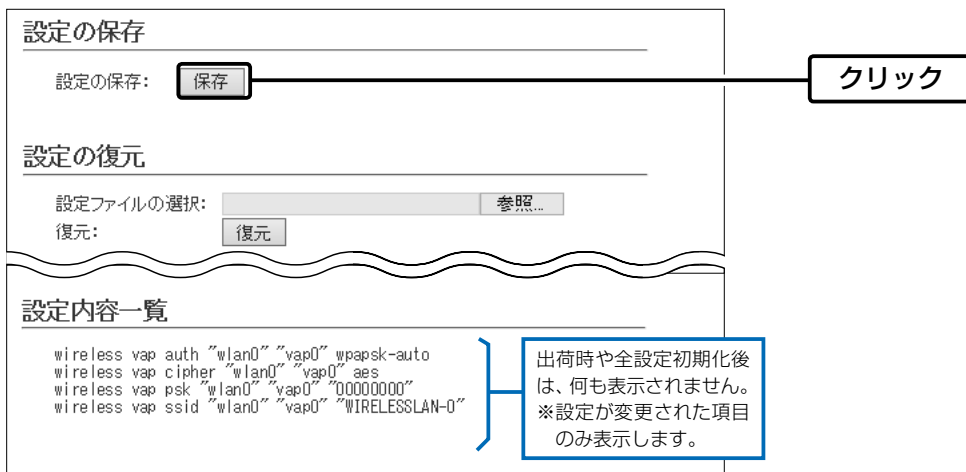 設定の保存
設定の保存: 保存
クリック
設定の復元
設定ファイルの選択: 参照...
復元: 復元
設定内容一覧
wireless vap auth "wlan0" "vap0" wpapsk-auto
wireless vap cipher "wlan0" "vap0" aes
wireless vap psk "wlan0" "vap0" "00000000"
wireless vap ssid "wlan0" "vap0" "WIRELESSLAN-0"
出荷時や全設定初期化後
は、何も表示されません。
※設定が変更された項目
のみ表示します。